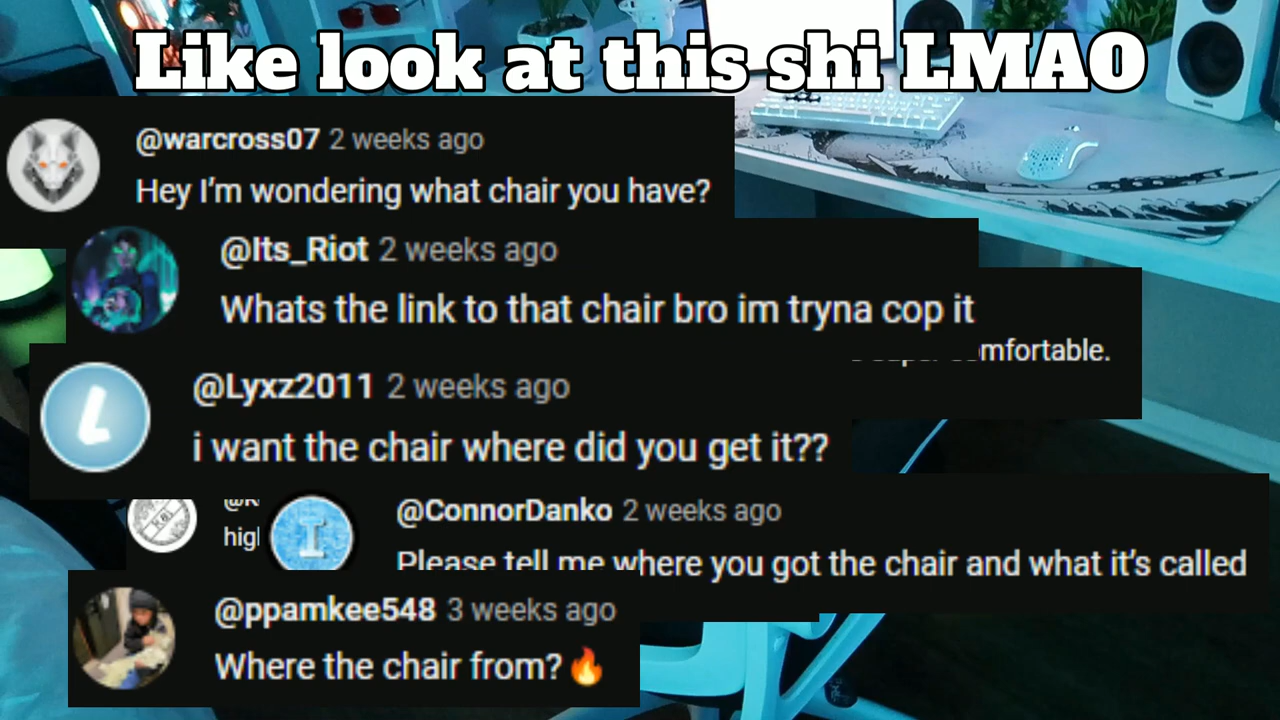 Like look at this shi LMAO
@warcross07 2 weeks ago
Hey I’m wondering what chair you have?
@Its_Riot 2 weeks ago
Whats the link to that chair bro im tryna cop it
@Lyxz2011 2 weeks ago
i want the chair where did you get it??
@ConnorDanko 2 weeks ago
Please tell me where you got the chair and what it’s called
@ppamkee548 3 weeks ago
Where the chair from?🔥